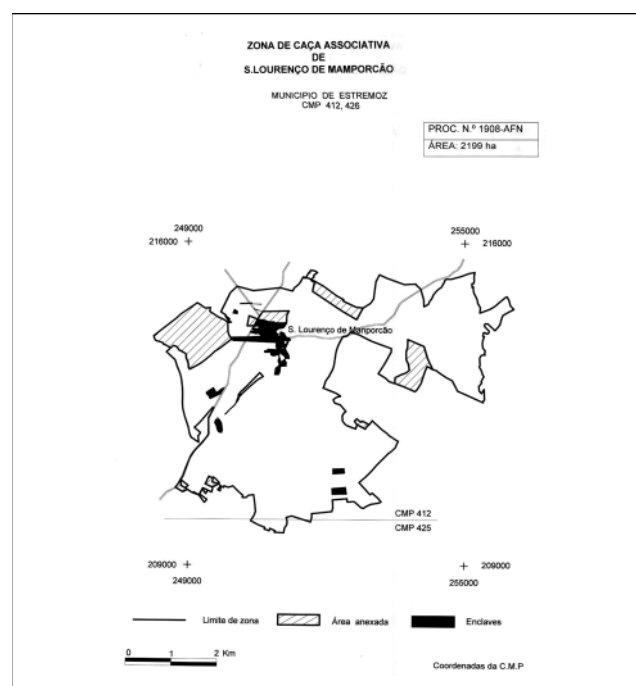 ZONA DE CAÇA ASSOCIATIVA
DE
S.LOURENÇO DE MAMPORCÃO
MUNICIPIO DE ESTREMOZ
CMP 412, 426
PROC. N.º 1908-AFN
ÁREA: 2199 ha
249000
216000
255000
216000
S. Lourenço de Manporcão
CMP 412
CMP 425
209000
249000
209000
255000
Limite de zona
Área anexada
Enclaves
0 1 2 Km
Coordenadas da C.M.P